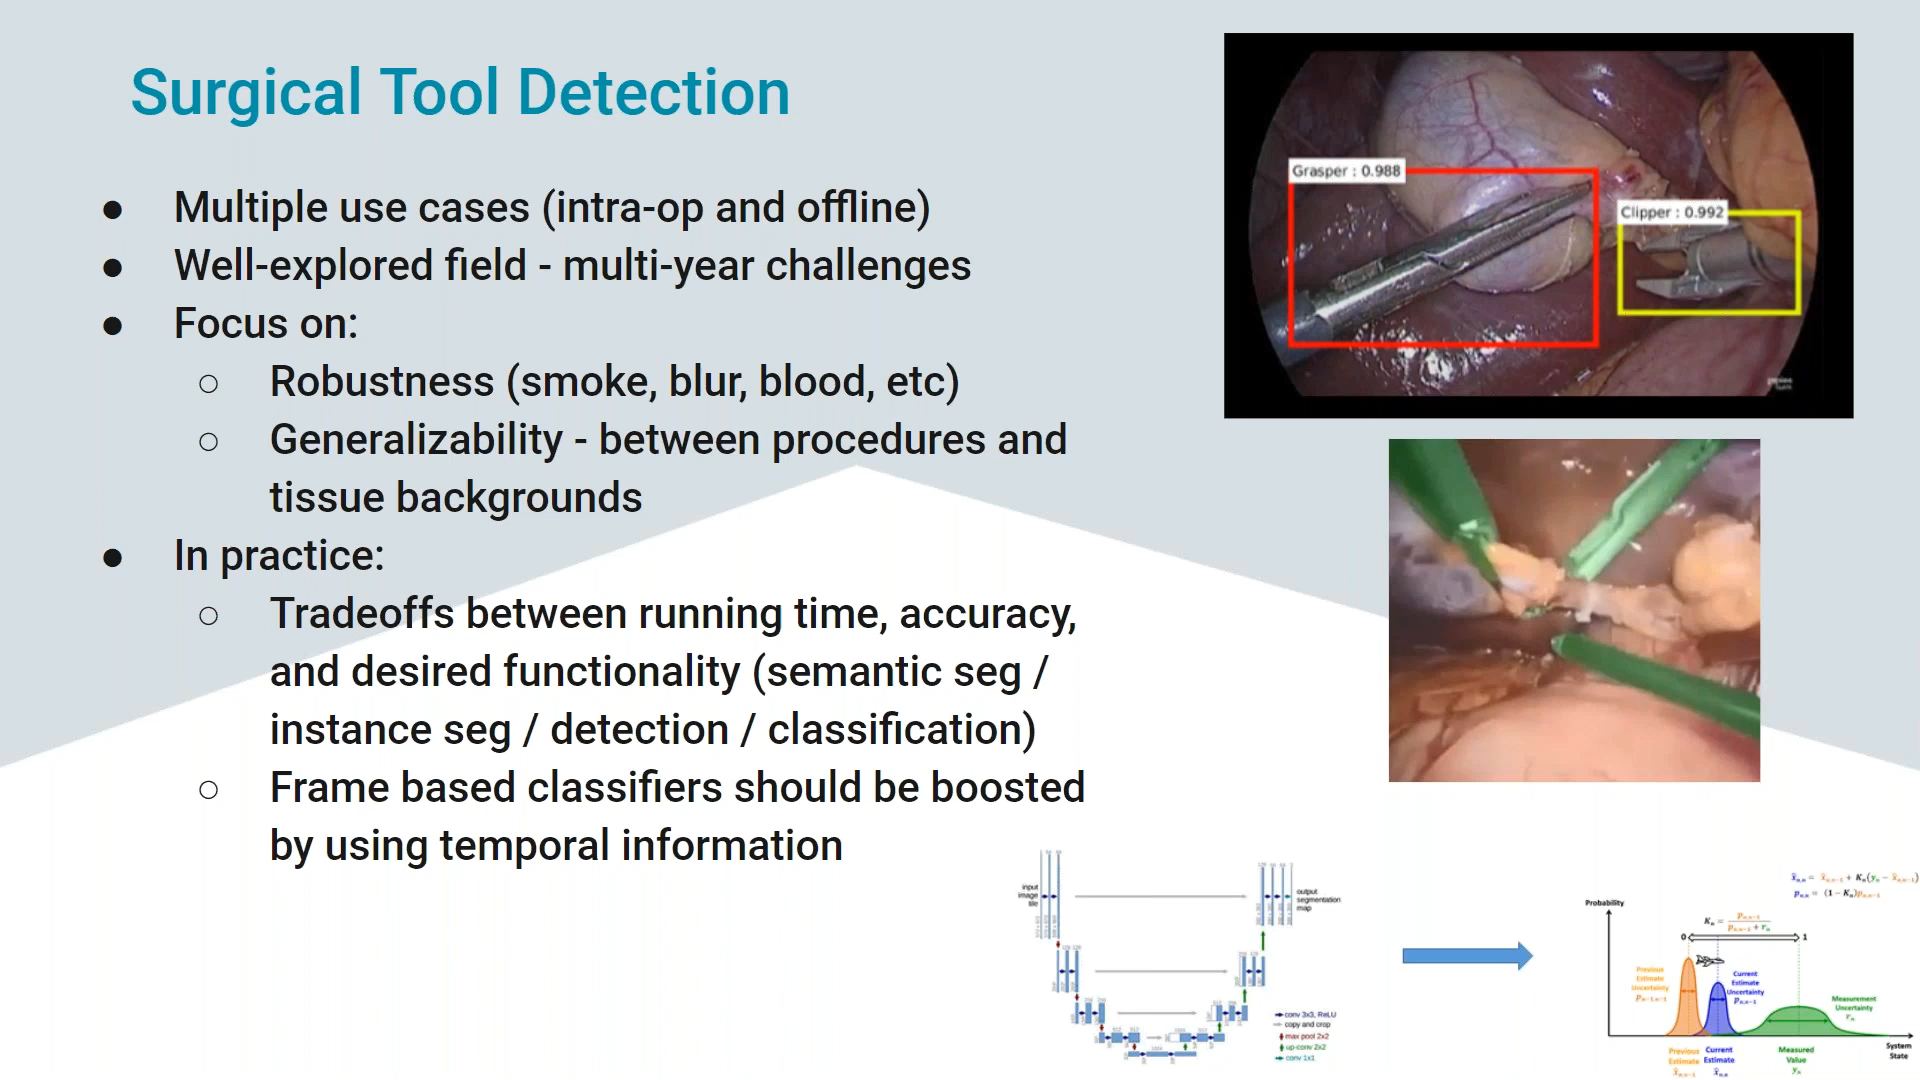 Surgical Tool Detection
● Multiple use cases (intra-op and offline)
● Well-explored field - multi-year challenges
● Focus on:
○ Robustness (smoke, blur, blood, etc)
○ Generalizability - between procedures and
tissue backgrounds
● In practice:
○ Tradeoffs between running time, accuracy,
and desired functionality (semantic seg /
instance seg / detection / classification)
○ Frame based classifiers should be boosted
by using temporal information
Grasper : 0.988
Clipper : 0.992
input
image
tile
output
segmentation
map
conv 3x3, ReLU
copy and crop
max pool 2x2
up-conv 2x2
conv 1x1
Probability
0
1
Previous
Estimate
Uncertainty
Current
Estimate
Uncertainty
Measurement
Uncertainty
Previous
Estimate
Current
Estimate
Measured
Value
System
State